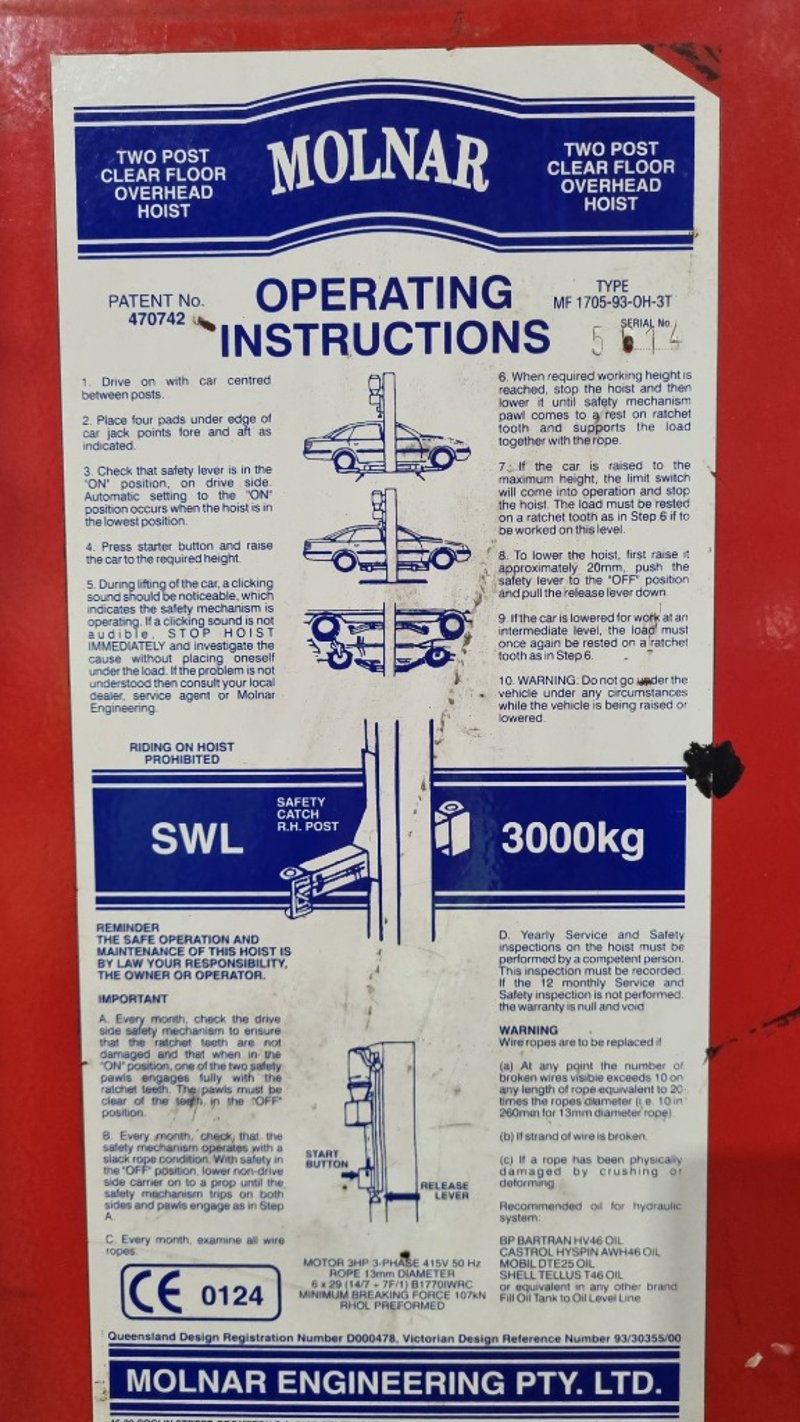 TWO POST
CLEAR FLOOR
OVERHEAD
HOIST
MOLNAR
TWO POST
CLEAR FLOOR
OVERHEAD
HOIST
PATENT No.
470742
OPERATING
INSTRUCTIONS
TYPE
MF 1705-93-OH-3T
SERIAL No.
1. Drive on with car centred
between posts.
2. Place four pads under edge of
car jack points fore and aft as
indicated.
3. Check that safety lever is in the
"ON" position, on drive side.
Automatic setting to the "ON"
position occurs when the hoist is in
the lowest position.
4. Press starter button and raise
the car to the required height.
5. During lifting of the car, a clicking
sound should be noticeable, which
indicates the safety mechanism is
operating. If a clicking sound is not
audible, STOP HOIST
IMMEDIATELY and investigate the
cause without placing oneself
under the load. If the problem is not
understood then consult your local
dealer, service agent or Molnar
Engineering.
6. When required working height is
reached, stop the hoist and then
lower it until safety mechanism
pawl comes to a rest on ratchet
tooth and supports the load
together with the rope.
7. If the car is raised to the
maximum height, the limit switch
will come into operation and stop
the hoist. The load must be rested
on a ratchet tooth as in Step 6 if to
be worked on this level.
8. To lower the hoist, first raise it
approximately 20mm, push the
safety lever to the "OFF" position
and pull the release lever down.
9. If the car is lowered for work at an
intermediate level, the load must
once again be rested on a ratchet
tooth as in Step 6.
10. WARNING: Do not go under the
vehicle under any circumstances
while the vehicle is being raised or
lowered.
RIDING ON HOIST
PROHIBITED
SWL
SAFETY
CATCH
R.H. POST
3000kg
REMINDER
THE SAFE OPERATION AND
MAINTENANCE OF THIS HOIST IS
BY LAW YOUR RESPONSIBILITY,
THE OWNER OR OPERATOR.
IMPORTANT
A. Every month, check the drive
side safety mechanism to ensure
that the ratchet teeth are not
damaged and that when in the
"ON" position, one of the two safety
pawls engages fully with the
ratchet teeth. The pawls must be
clear of the teeth in the "OFF"
position.
B. Every month, check that the
safety mechanism operates with a
slack rope condition. With safety in
the "OFF" position, lower non-drive
side carrier on to a prop until the
safety mechanism trips on both
sides and pawls engage as in Step
A.
C. Every month, examine all wire
ropes.
START
BUTTON
RELEASE
LEVER
D. Yearly Service and Safety
inspections on the hoist must be
performed by a competent person.
This inspection must be recorded.
If the 12 monthly Service and
Safety inspection is not performed,
the warranty is null and void
WARNING
Wire ropes are to be replaced if
(a) At any point the number of
broken wires visible exceeds 10 on
any length of rope equivalent to 20
times the ropes diameter (i.e. 10 in
260mm for 13mm diameter rope)
(b) If strand of wire is broken.
(c) If a rope has been physically
damaged by crushing or
deforming
Recommended oil for hydraulic
system:
BP BARTRAN HV46 OIL
CASTROL HYSPIN AWH46 OIL
MOBIL DTE25 OIL
SHELL TELLUS T46 OIL
or equivalent in any other brand
Fill Oil Tank to Oil Level Line
CE 0124
MOTOR 3HP 3-PHASE 415V 50 Hz
ROPE 13mm DIAMETER
6 x 29 (14/7 + 7F/1) B1770IWRC
MINIMUM BREAKING FORCE 107kN
RHOL PREFORMED
Queensland Design Registration Number D000478, Victorian Design Reference Number 93/30355/00
MOLNAR ENGINEERING PTY. LTD.